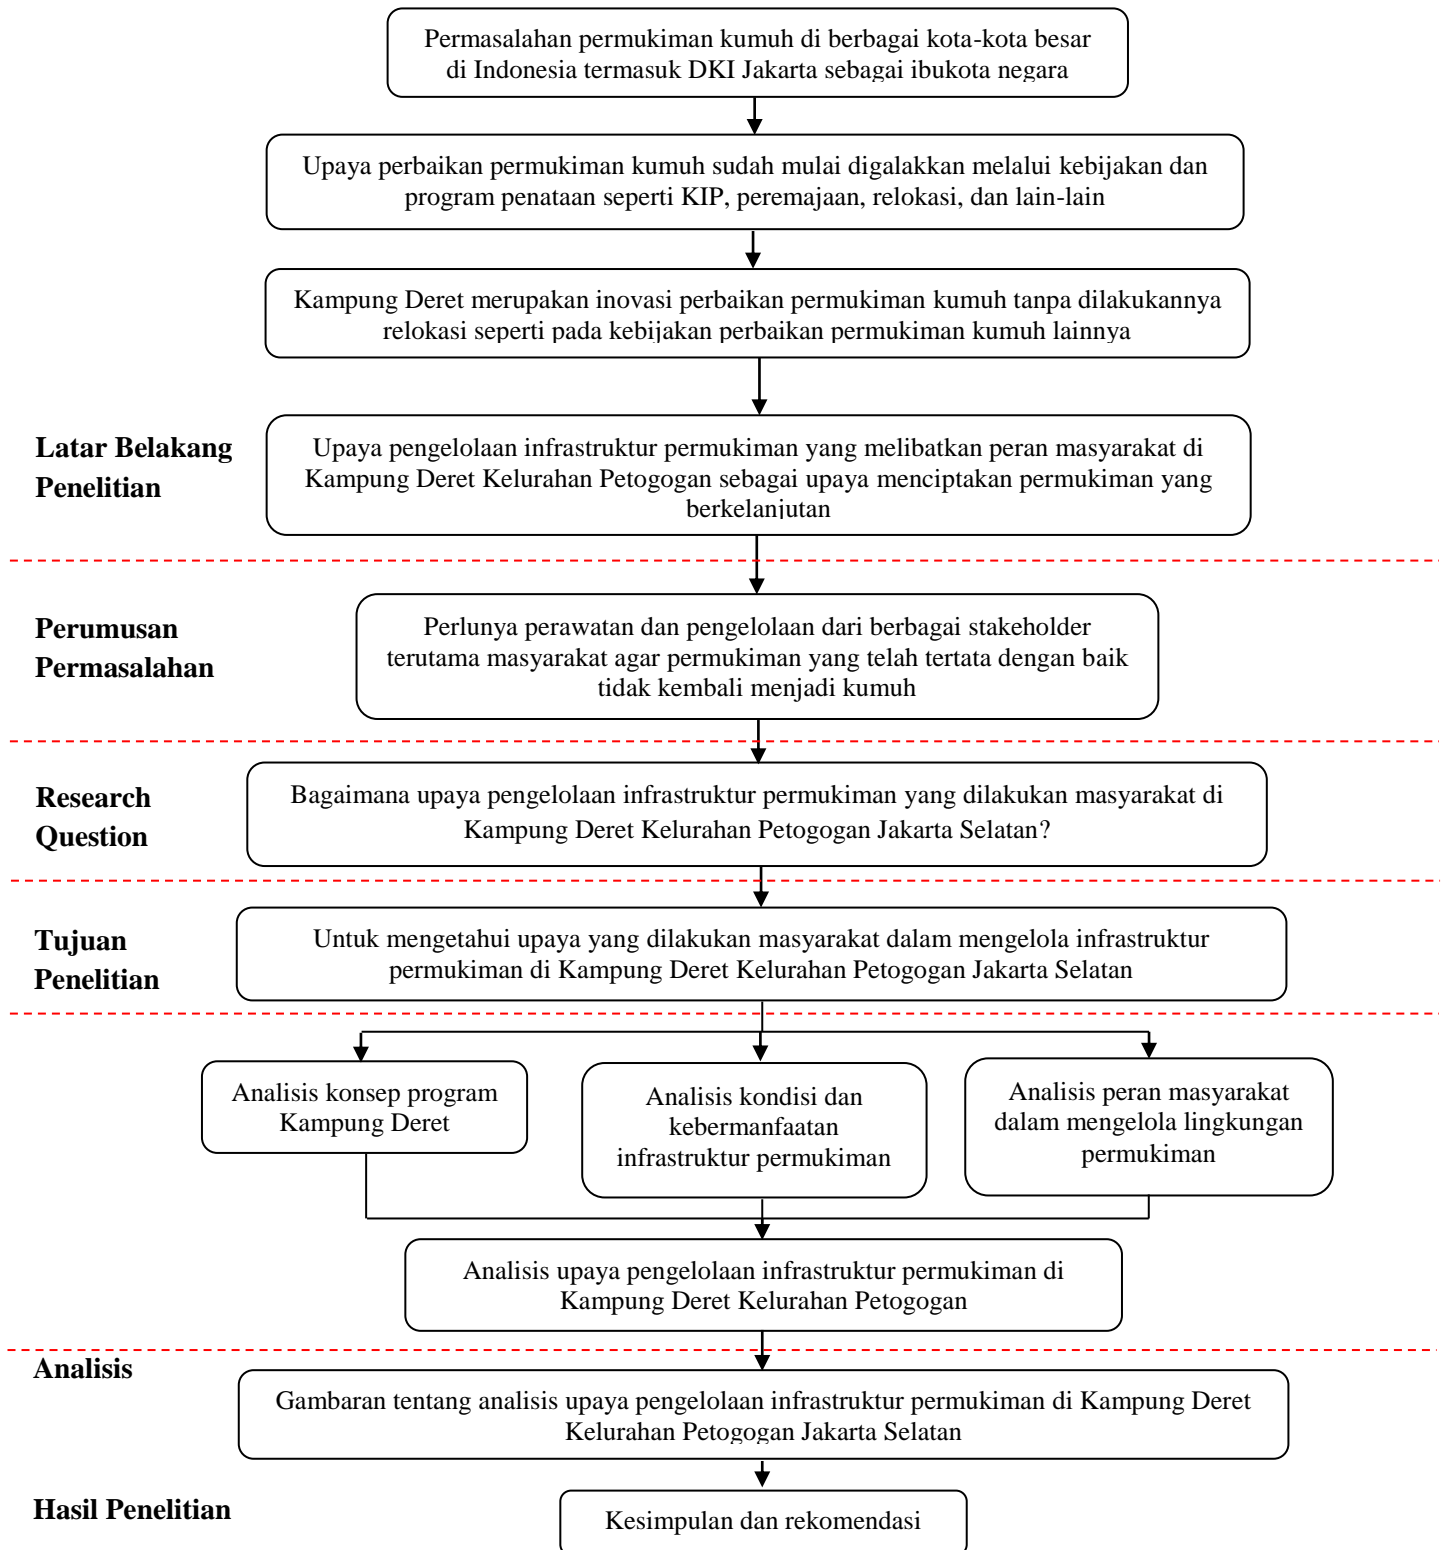 Permasalahan permukiman kumuh di berbagai kota-kota besar
di Indonesia termasuk DKI Jakarta sebagai ibukota negara
Upaya perbaikan permukiman kumuh sudah mulai digalakkan melalui kebijakan dan
program penataan seperti KIP, peremajaan, relokasi, dan lain-lain
Kampung Deret merupakan inovasi perbaikan permukiman kumuh tanpa dilakukannya
relokasi seperti pada kebijakan perbaikan permukiman kumuh lainnya
Latar Belakang
Penelitian
Upaya pengelolaan infrastruktur permukiman yang melibatkan peran masyarakat di
Kampung Deret Kelurahan Petogogan sebagai upaya menciptakan permukiman yang
berkelanjutan
Perumusan
Permasalahan
Perlunya perawatan dan pengelolaan dari berbagai stakeholder
terutama masyarakat agar permukiman yang telah tertata dengan baik
tidak kembali menjadi kumuh
Research
Question
Bagaimana upaya pengelolaan infrastruktur permukiman yang dilakukan masyarakat di
Kampung Deret Kelurahan Petogogan Jakarta Selatan?
Tujuan
Penelitian
Untuk mengetahui upaya yang dilakukan masyarakat dalam mengelola infrastruktur
permukiman di Kampung Deret Kelurahan Petogogan Jakarta Selatan
Analisis konsep program
Kampung Deret
Analisis kondisi dan
kebermanfaatan
infrastruktur permukiman
Analisis peran masyarakat
dalam mengelola lingkungan
permukiman
Analisis upaya pengelolaan infrastruktur permukiman di
Kampung Deret Kelurahan Petogogan
Analisis
Gambaran tentang analisis upaya pengelolaan infrastruktur permukiman di Kampung Deret
Kelurahan Petogogan Jakarta Selatan
Hasil Penelitian
Kesimpulan dan rekomendasi